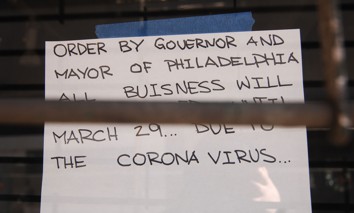 ORDER BY GOVERNOR AND
MAYOR OF PHILADELPHIA
ALL BUISNESS WILL
MARCH 29... DUE TO
THE CORONA VIRUS...